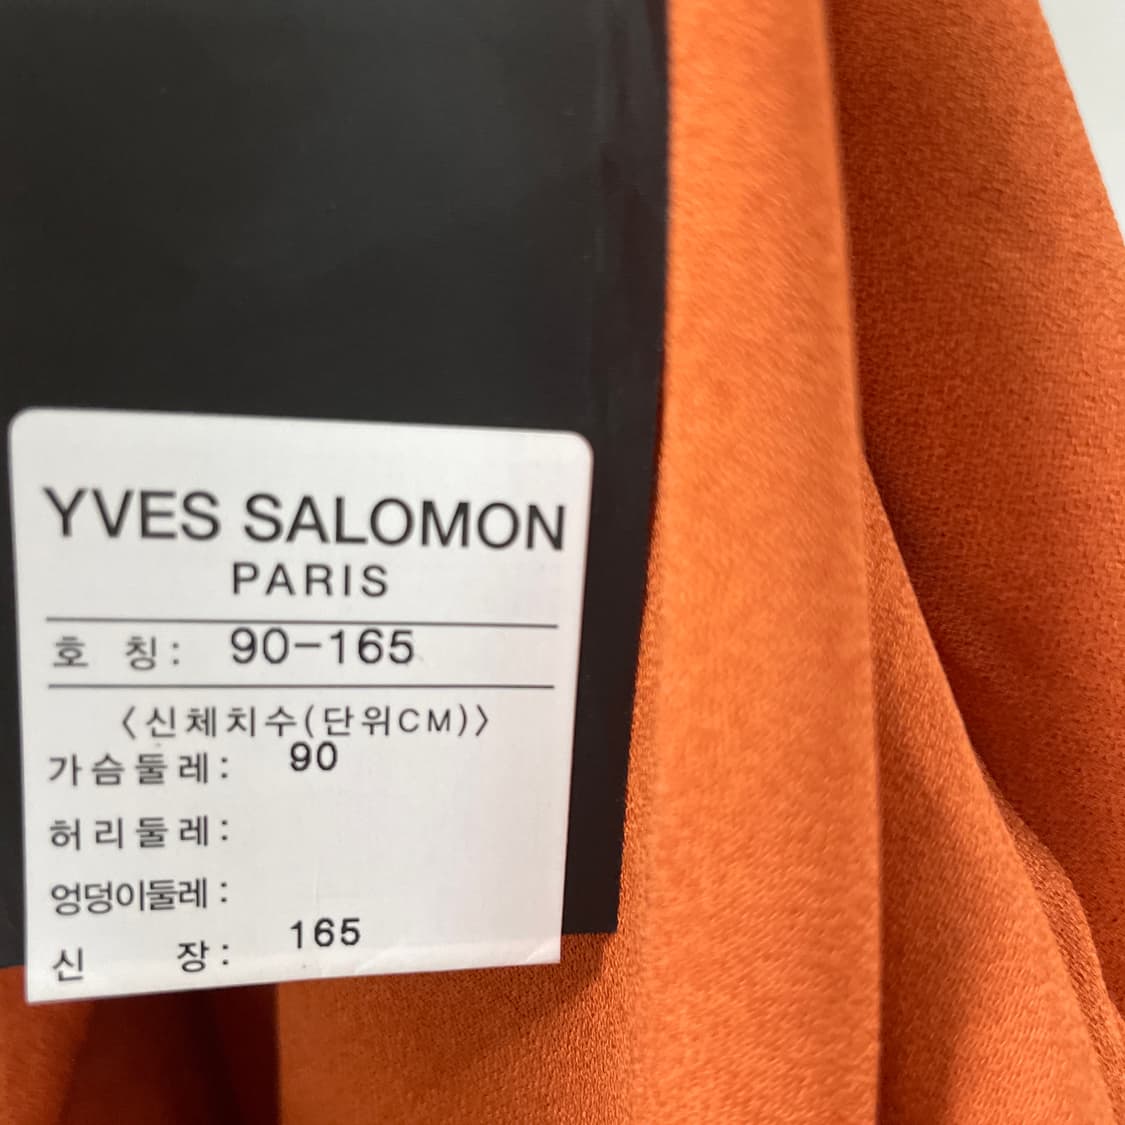 YVES SALOMON
PARIS
호 칭: 90-165
〈신체치수(단위CM)〉
가슴둘레: 90
허리둘레:
엉덩이둘레:
신 장: 165